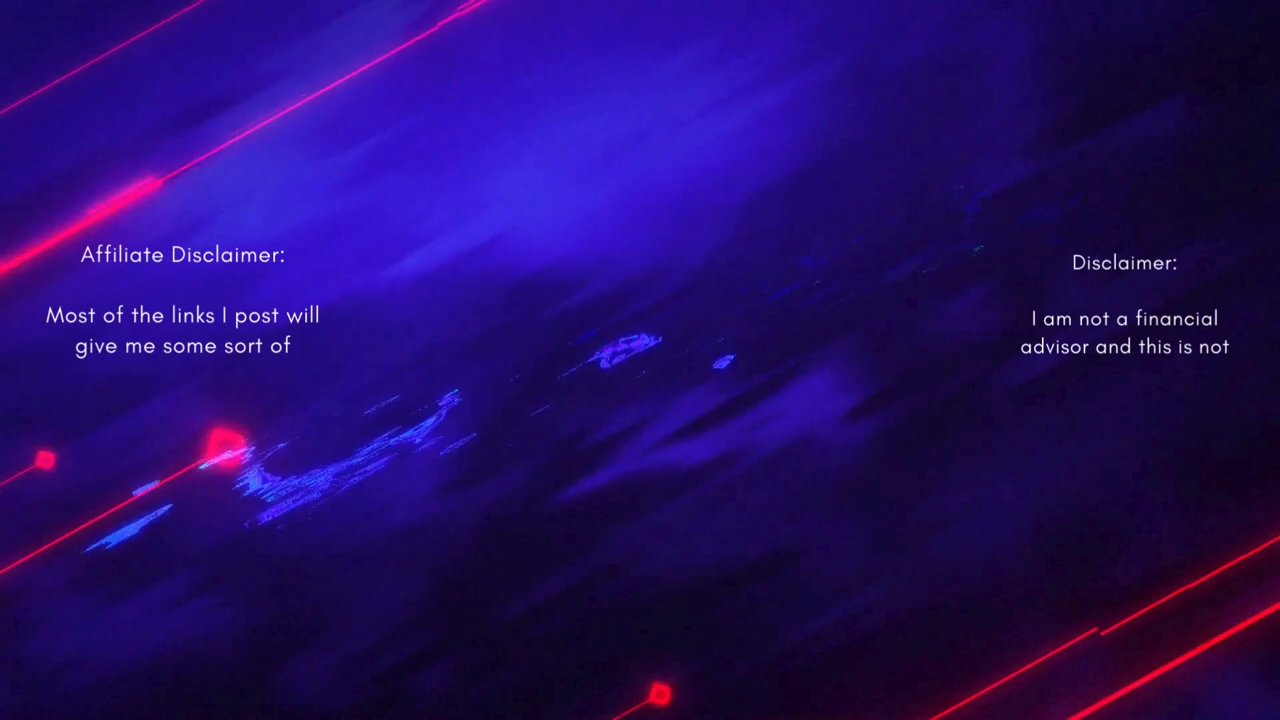 Affiliate Disclaimer:
Most of the links I post will
give me some sort of
Disclaimer:
I am not a financial
advisor and this is not